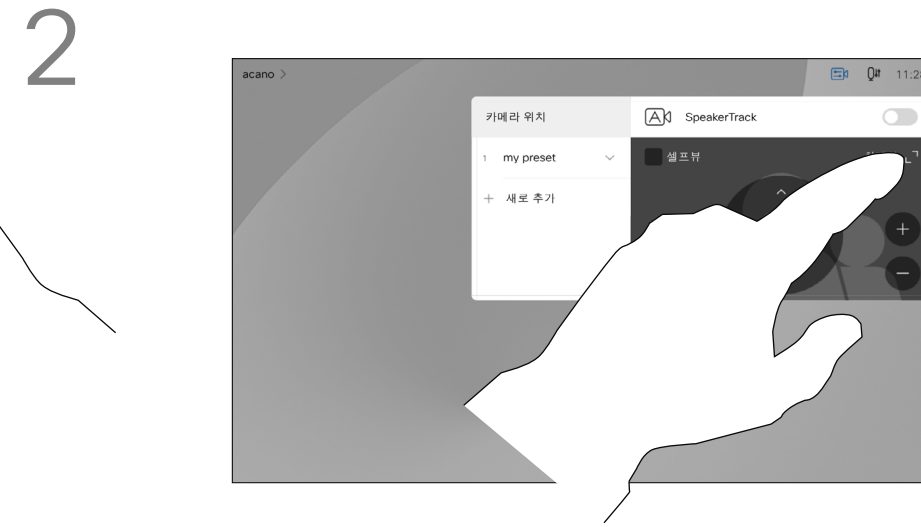 2
acano >
11:28
카메라 위치
SpeakerTrack
1 my preset
셀프뷰
+ 새로 추가